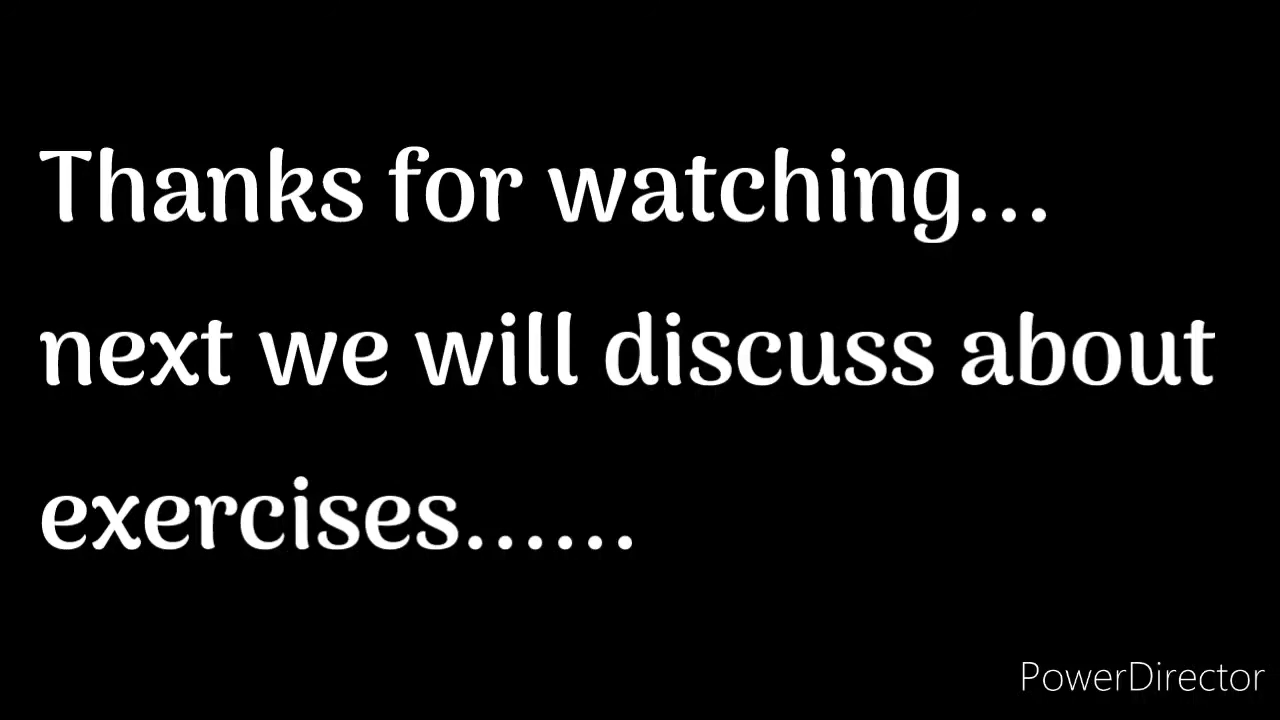 Thanks for watching...
next we will discuss about
exercises......
PowerDirector